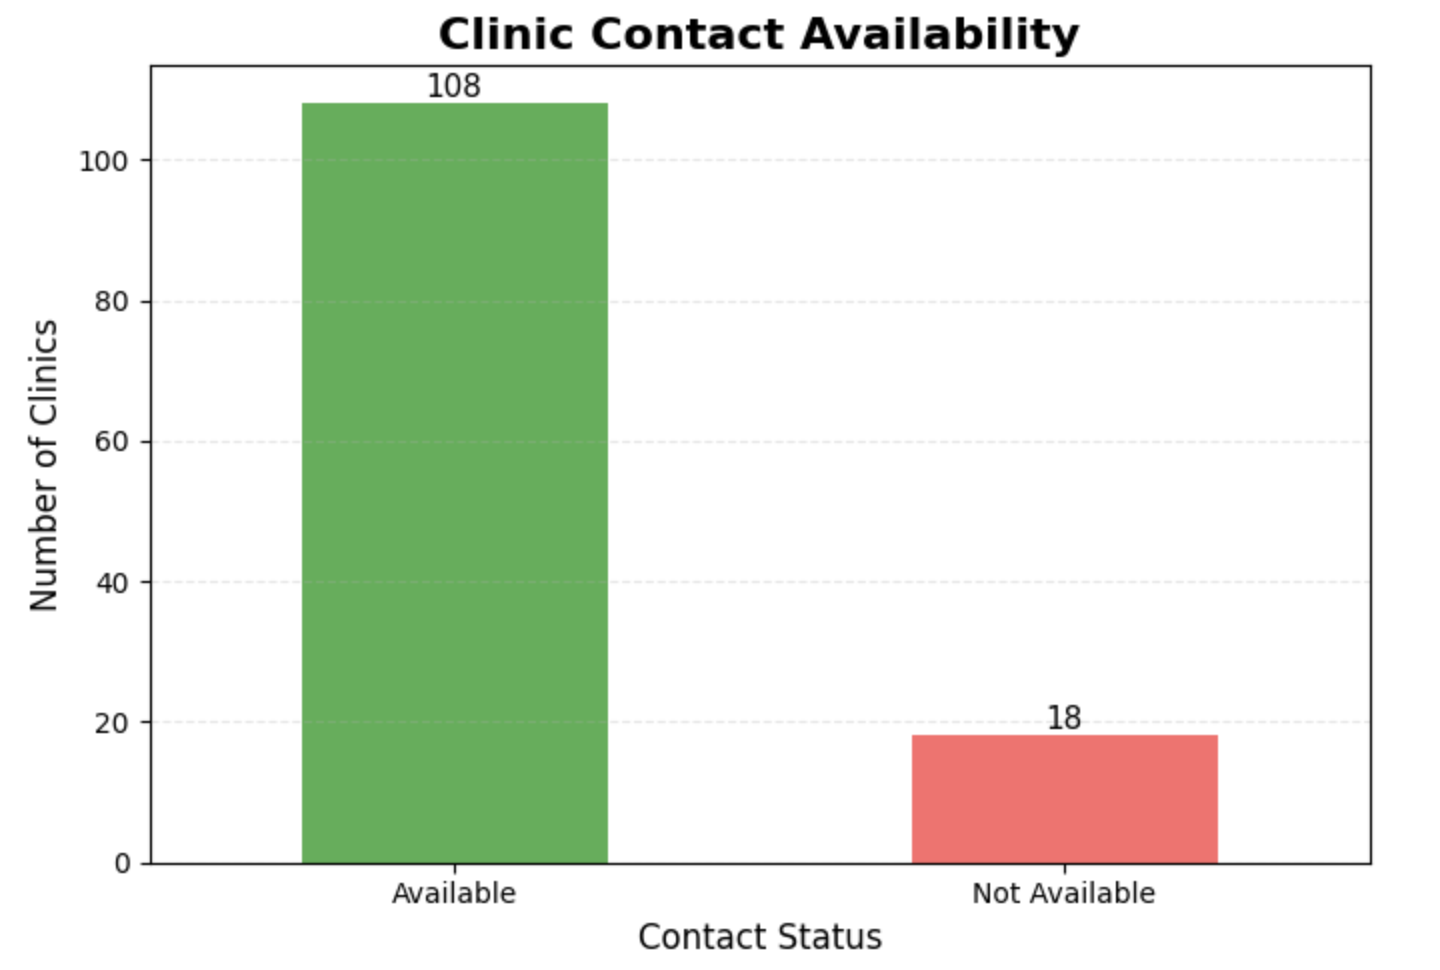 Clinic Contact Availability
108
100
80
60
40
20
18
0
Number of Clinics
Available
Not Available
Contact Status